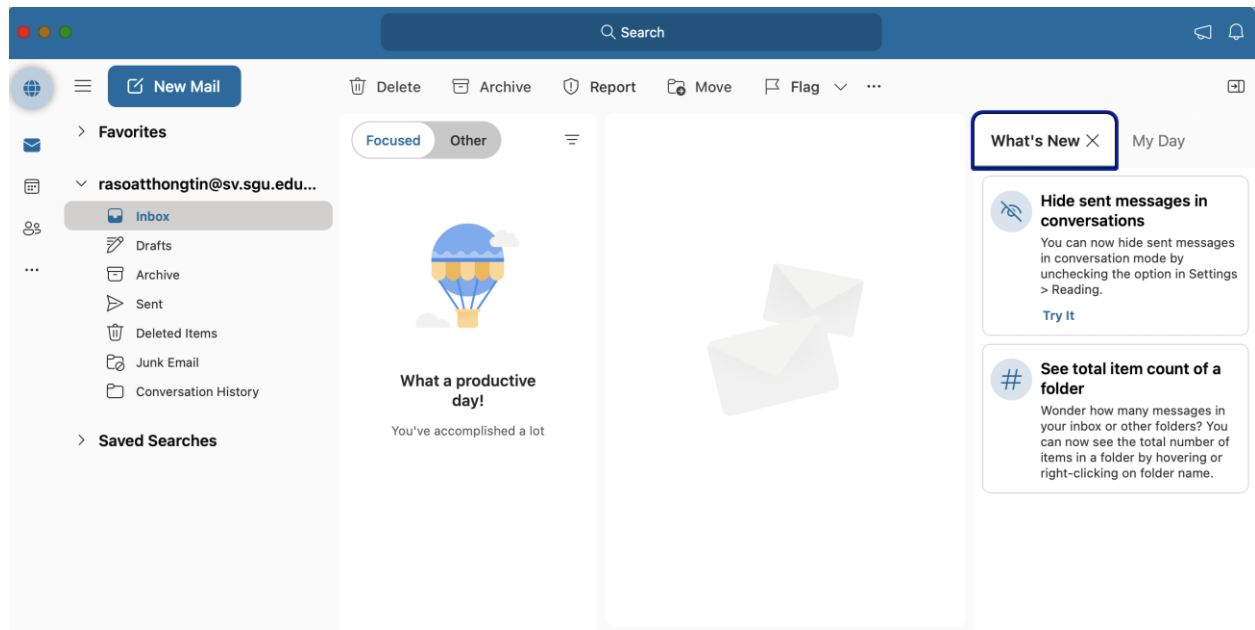 Search
New Mail
Delete
Archive
Report
Move
Flag
...
Favorites
rasoatthongtin@sv.sgu.edu...
Inbox
Drafts
Archive
Sent
Deleted Items
Junk Email
Conversation History
Saved Searches
Focused
Other
What a productive
day!
You've accomplished a lot
What's New
My Day
Hide sent messages in
conversations
You can now hide sent messages
in conversation mode by
unchecking the option in Settings
> Reading.
Try It
See total item count of a
folder
Wonder how many messages in
your inbox or other folders? You
can now see the total number of
items in a folder by hovering or
right-clicking on folder name.